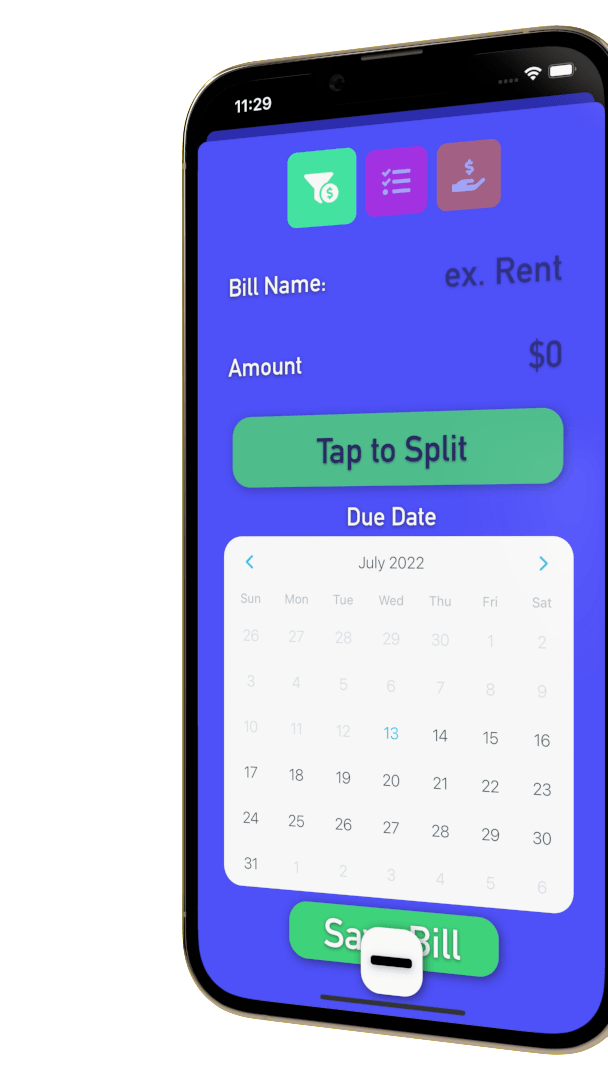 11:29
Bill Name: ex. Rent
Amount $0
Tap to Split
Due Date
July 2022
Sun Mon Tue Wed Thu Fri Sat
26 27 28 29 30 1 2
3 4 5 6 7 8 9
10 11 12 13 14 15 16
17 18 19 20 21 22 23
24 25 26 27 28 29 30
31 1 2 3 4 5 6
Bill